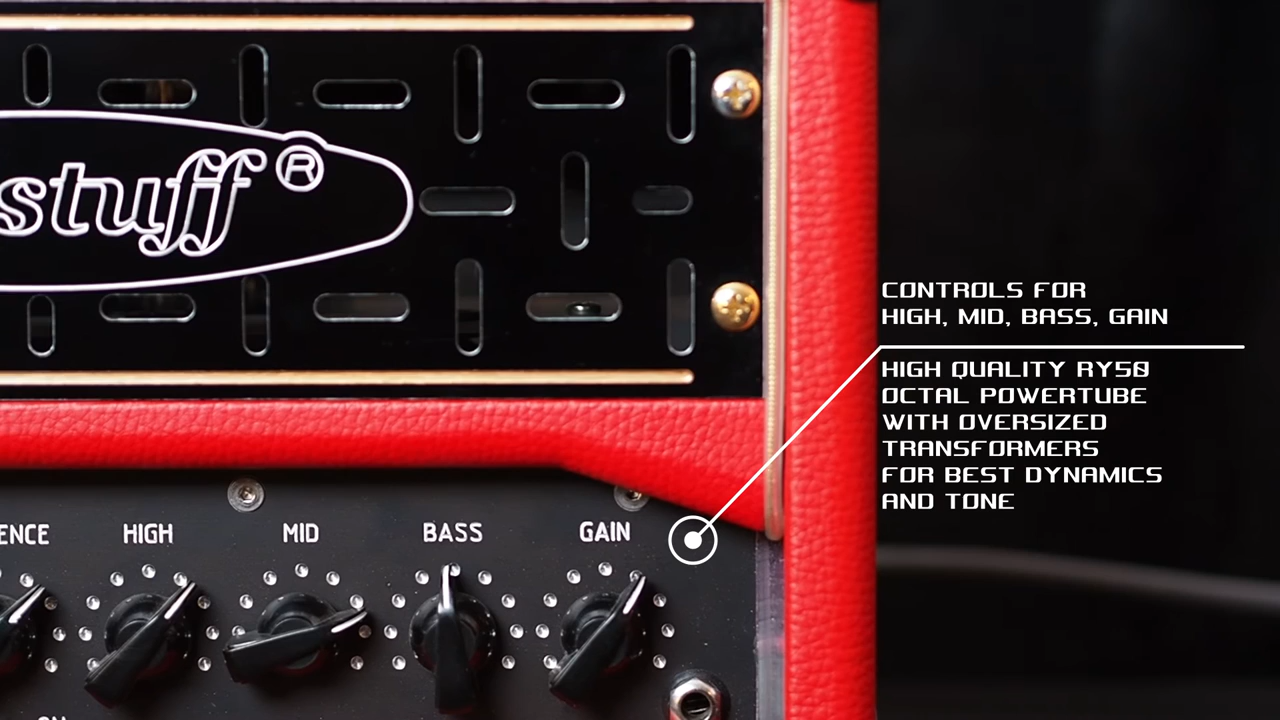 stuff®
CONTROLS FOR
HIGH, MID, BASS, GAIN
HIGH QUALITY RY50
OCTAL POWERTUBE
WITH OVERSIZED
TRANSFORMERS
FOR BEST DYNAMICS
AND TONE
ENCE HIGH MID BASS GAIN
ON